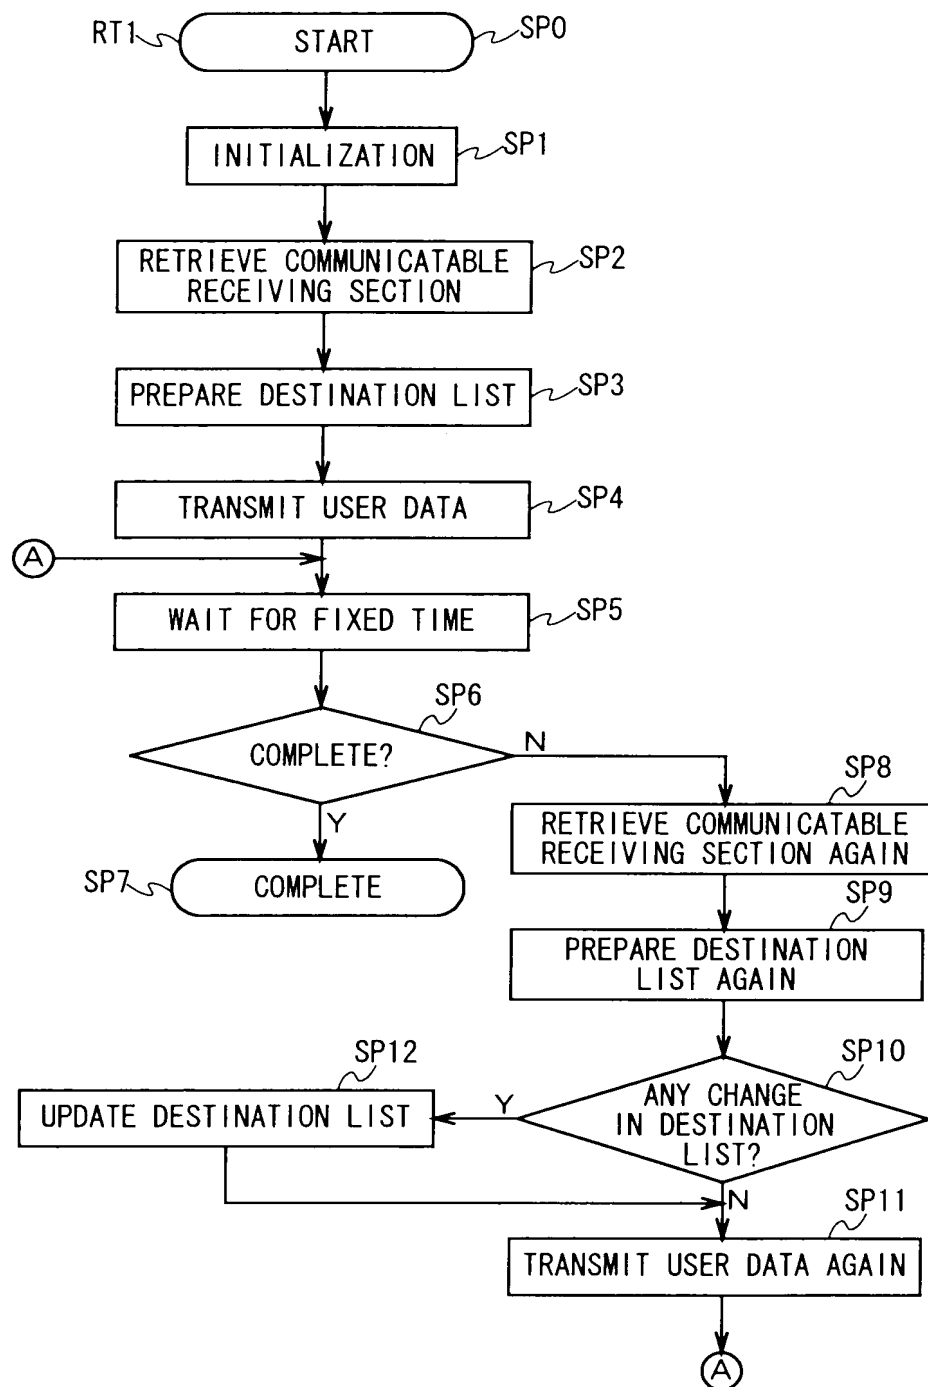 RT1
START
SP0
INITIALIZATION
SP1
RETRIEVE COMMUNICATABLE
RECEIVING SECTION
SP2
PREPARE DESTINATION LIST
SP3
TRANSMIT USER DATA
SP4
A
WAIT FOR FIXED TIME
SP5
SP6
COMPLETE?
N
Y
SP7
COMPLETE
SP8
RETRIEVE COMMUNICATABLE
RECEIVING SECTION AGAIN
SP9
PREPARE DESTINATION
LIST AGAIN
SP10
ANY CHANGE
IN DESTINATION
LIST?
Y
SP12
UPDATE DESTINATION LIST
N
SP11
TRANSMIT USER DATA AGAIN
A